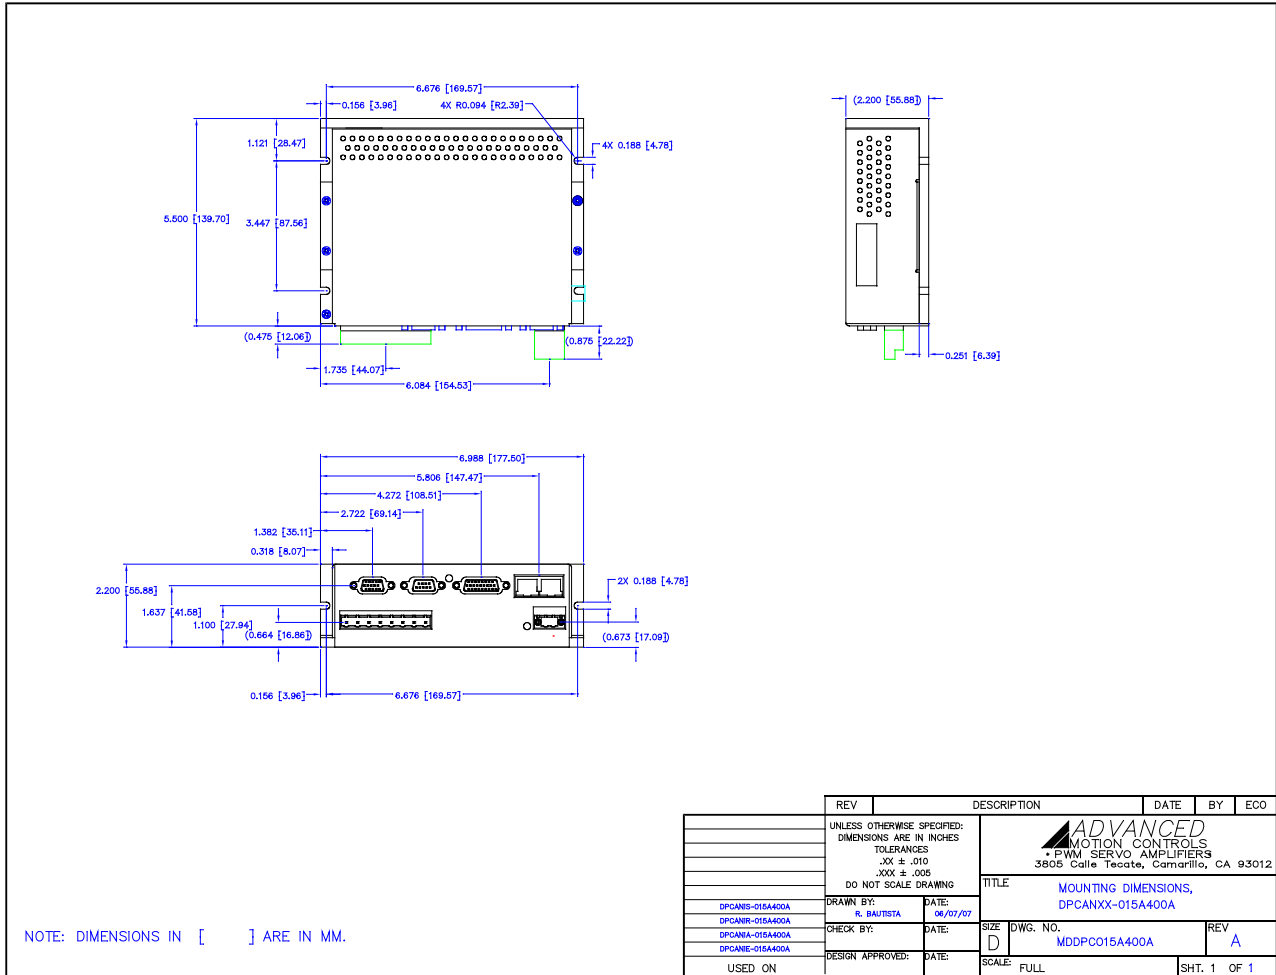 6.676 [169.57]
0.156 [3.96]
4X R0.094 [R2.39]
(2.200 [55.88])
1.121 [28.47]
4X 0.188 [4.78]
5.500 [139.70]
3.447 [87.56]
(0.475 [12.06])
(0.875 [22.22])
0.251 [6.39]
1.735 [44.07]
6.084 [154.53]
6.988 [177.50]
5.806 [147.47]
4.272 [108.51]
2.722 [69.14]
1.382 [35.11]
0.318 [8.07]
2.200 [55.88]
2X 0.188 [4.78]
1.637 [41.58]
1.100 [27.94]
(0.664 [16.86])
(0.673 [17.09])
0.156 [3.96]
6.676 [169.57]
NOTE: DIMENSIONS IN [ ] ARE IN MM.
REV DESCRIPTION DATE BY ECO
UNLESS OTHERWISE SPECIFIED:
DIMENSIONS ARE IN INCHES
TOLERANCES
.XX ± .010
.XXX ± .005
DO NOT SCALE DRAWING
ADVANCED
MOTION CONTROLS
• PWM SERVO AMPLIFIERS
3805 Calle Tecate, Camarillo, CA 93012
TITLE
MOUNTING DIMENSIONS,
DPCANXX-015A400A
DPCANIS-015A400A
DPCANIR-015A400A
DPCANIA-015A400A
DPCANIE-015A400A
USED ON
DRAWN BY: DATE:
R. BAUTISTA 06/07/07
CHECK BY: DATE:
DESIGN APPROVED: DATE:
SIZE DWG. NO. REV
D MDDPC015A400A A
SCALE: FULL SHT. 1 OF 1